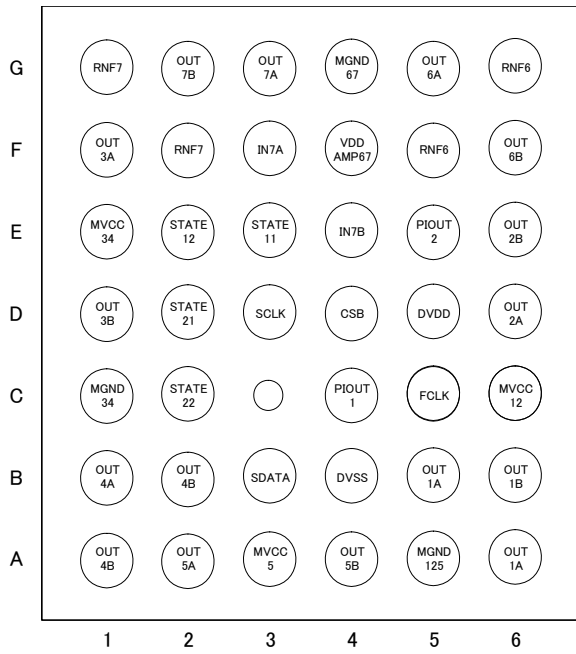 G
RNF7
OUT
7B
OUT
7A
MGND
67
OUT
6A
RNF6
F
OUT
3A
RNF7
IN7A
VDD
AMP67
RNF6
OUT
6B
E
MVCC
34
STATE
12
STATE
11
IN7B
PIOUT
2
OUT
2B
D
OUT
3B
STATE
21
SCLK
CSB
DVDD
OUT
2A
C
MGND
34
STATE
22
PIOUT
1
FCLK
MVCC
12
B
OUT
4A
OUT
4B
SDATA
DVSS
OUT
1A
OUT
1B
A
OUT
4B
OUT
5A
MVCC
5
OUT
5B
MGND
125
OUT
1A
1 2 3 4 5 6